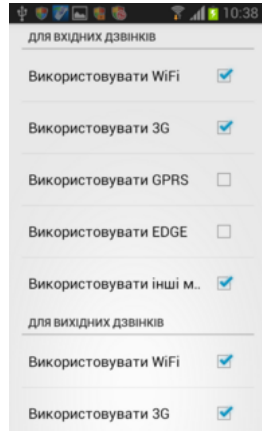 10:38
ДЛЯ ВХІДНИХ ДЗВІНКІВ
Використовувати WiFi
Використовувати 3G
Використовувати GPRS
Використовувати EDGE
Використовувати інші м..
ДЛЯ ВИХІДНИХ ДЗВІНКІВ
Використовувати WiFi
Використовувати 3G